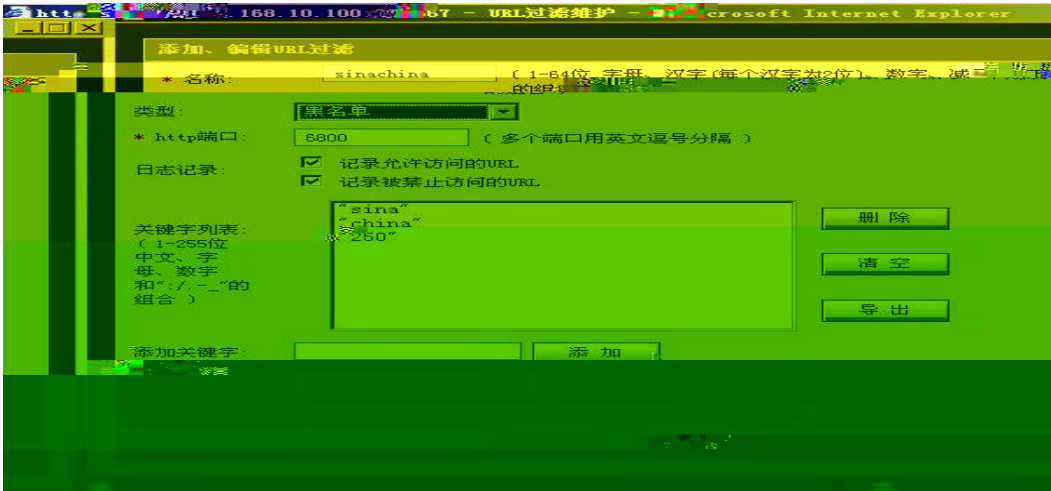 168.10.100 67 - URL过滤维护 - crosoft Internet Explorer
添加、编辑URL过滤
* 名称: sinachina ( 1-64位 字母、汉字(每个汉字为2位)、数字、减
的组
类型: 黑名单
* http端口: 6800 ( 多个端口用英文逗号分隔 )
日志记录: 记录允许访问的URL
记录被禁止访问的URL
"sina"
"china"
250"
删 除
清 空
导 出
关键字列表:
( 1-255位
中文、字
母、数字
和":/.-_"的
组合 )
添加关键字: 添 加